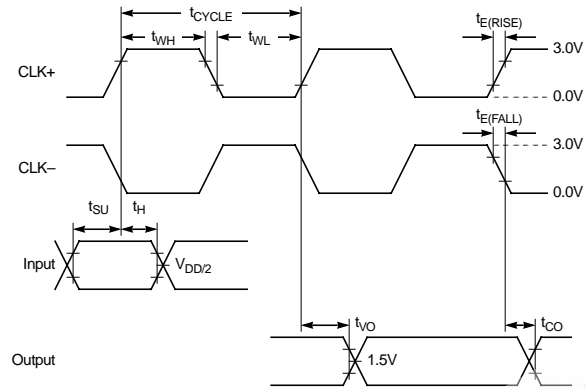 tCYCLE
tWH
tWL
tE(RISE)
CLK+
3.0V
0.0V
tE(FALL)
3.0V
CLK–
0.0V
tSU
tH
Input
VDD/2
tVO
tCO
Output
1.5V